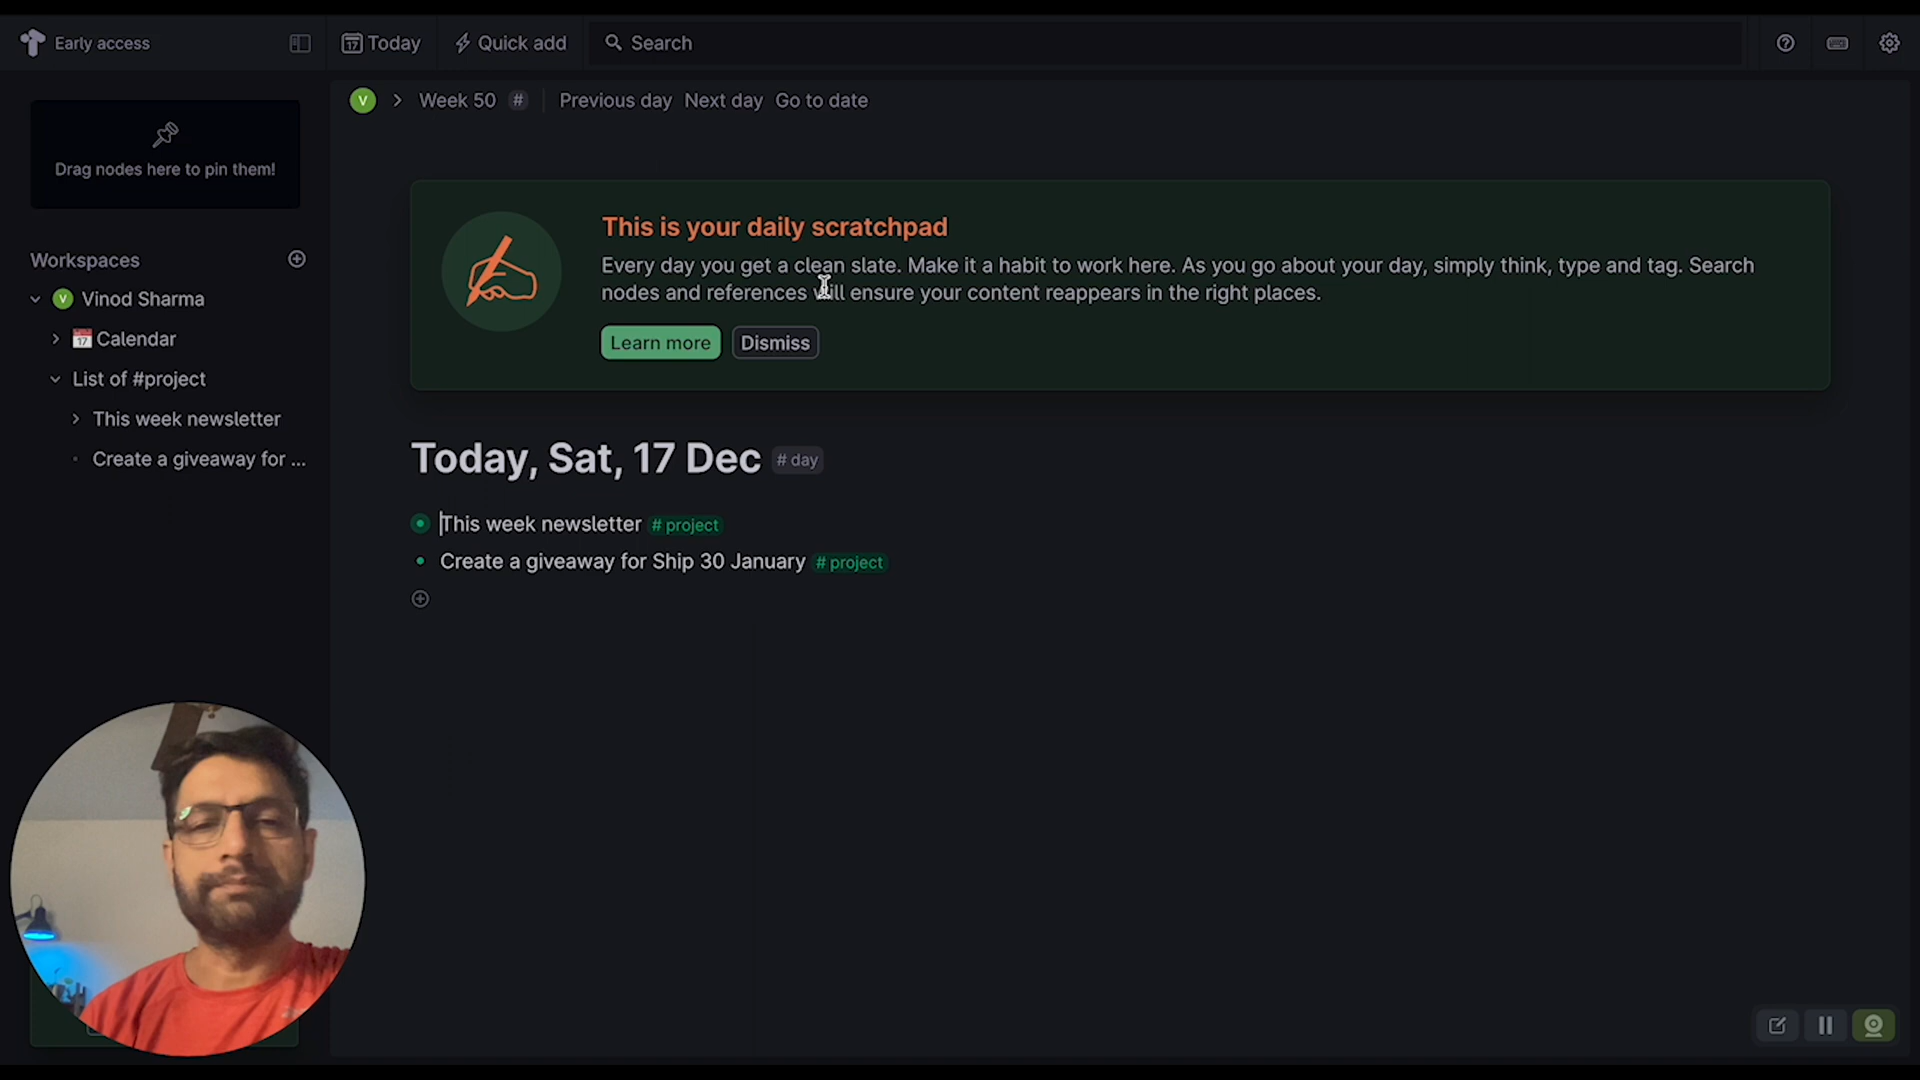 Early access
17 Today
Quick add
Search
V Week 50 # Previous day Next day Go to date
Drag nodes here to pin them!
This is your daily scratchpad
Every day you get a clean slate. Make it a habit to work here. As you go about your day, simply think, type and tag. Search
nodes and references will ensure your content reappears in the right places.
Learn more Dismiss
Workspaces
V Vinod Sharma
17 Calendar
List of #project
This week newsletter
Create a giveaway for ...
Today, Sat, 17 Dec # day
This week newsletter # project
Create a giveaway for Ship 30 January # project